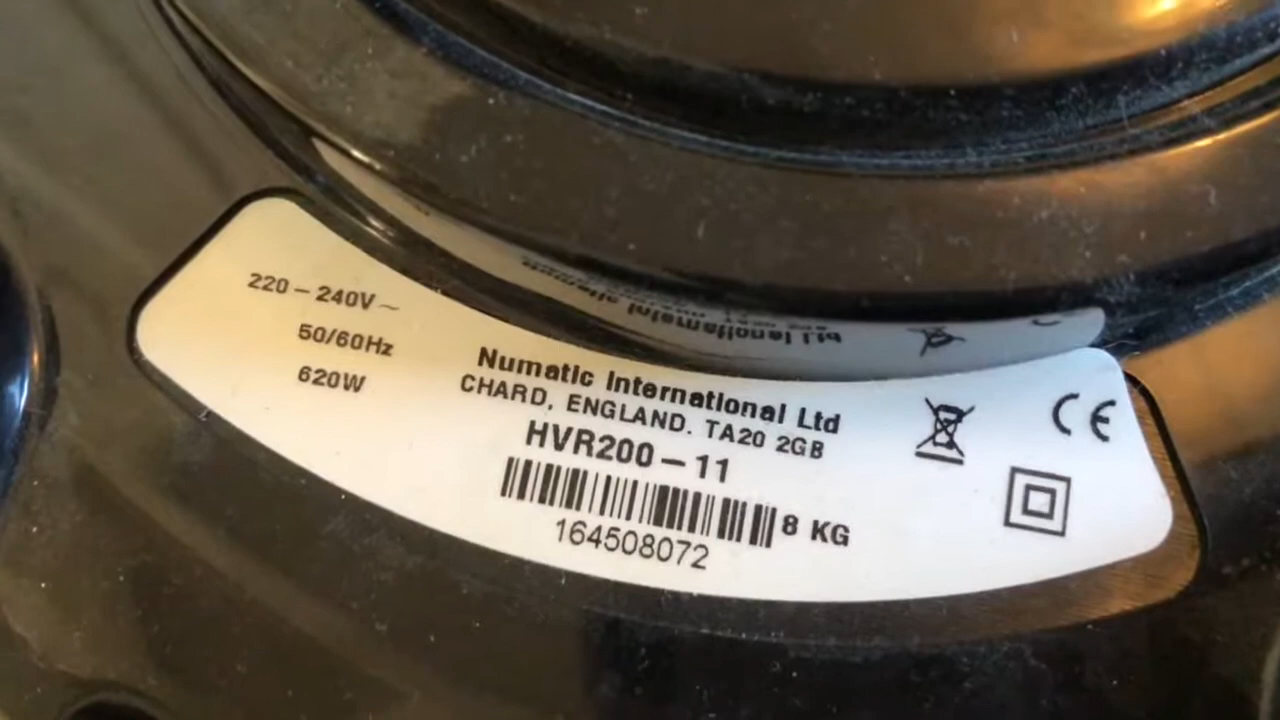 220-240V~
50/60Hz
620W
Numatic International Ltd
CHARD, ENGLAND. TA20 2GB
HVR200-11
8 KG
164508072
CE